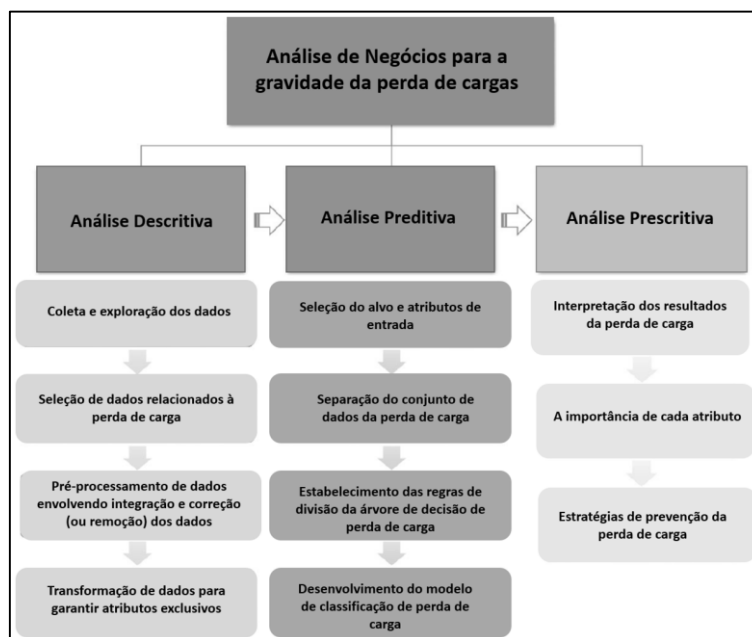 Análise de Negócios para a
gravidade da perda de cargas
Análise Descritiva
Análise Preditiva
Análise Prescritiva
Coleta e exploração dos dados
Seleção de dados relacionados à
perda de carga
Pré-processamento de dados
envolvendo integração e correção
(ou remoção) dos dados
Transformação de dados para
garantir atributos exclusivos
Seleção do alvo e atributos de
entrada
Separação do conjunto de
dados da perda de carga
Estabelecimento das regras de
divisão da árvore de decisão de
perda de carga
Desenvolvimento do modelo
de classificação de perda de
carga
Interpretação dos resultados
da perda de carga
A importância de cada atributo
Estratégias de prevenção da
perda de carga